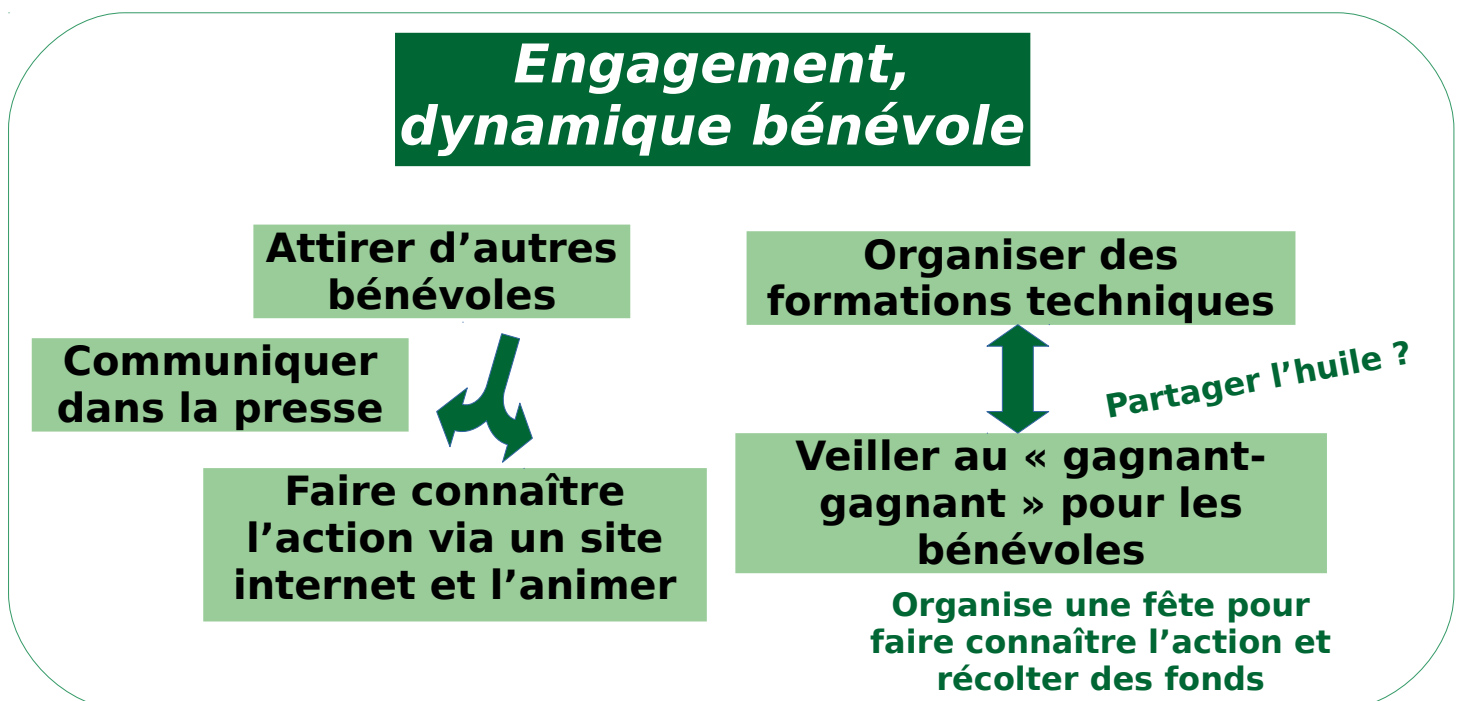 Engagement,
dynamique bénévole
Attirer d’autres
bénévoles
Communiquer
dans la presse
Faire connaître
l’action via un site
internet et l’animer
Organiser des
formations techniques
Partager l’huile ?
Veiller au « gagnant-
gagnant » pour les
bénévoles
Organise une fête pour
faire connaître l’action et
récolter des fonds